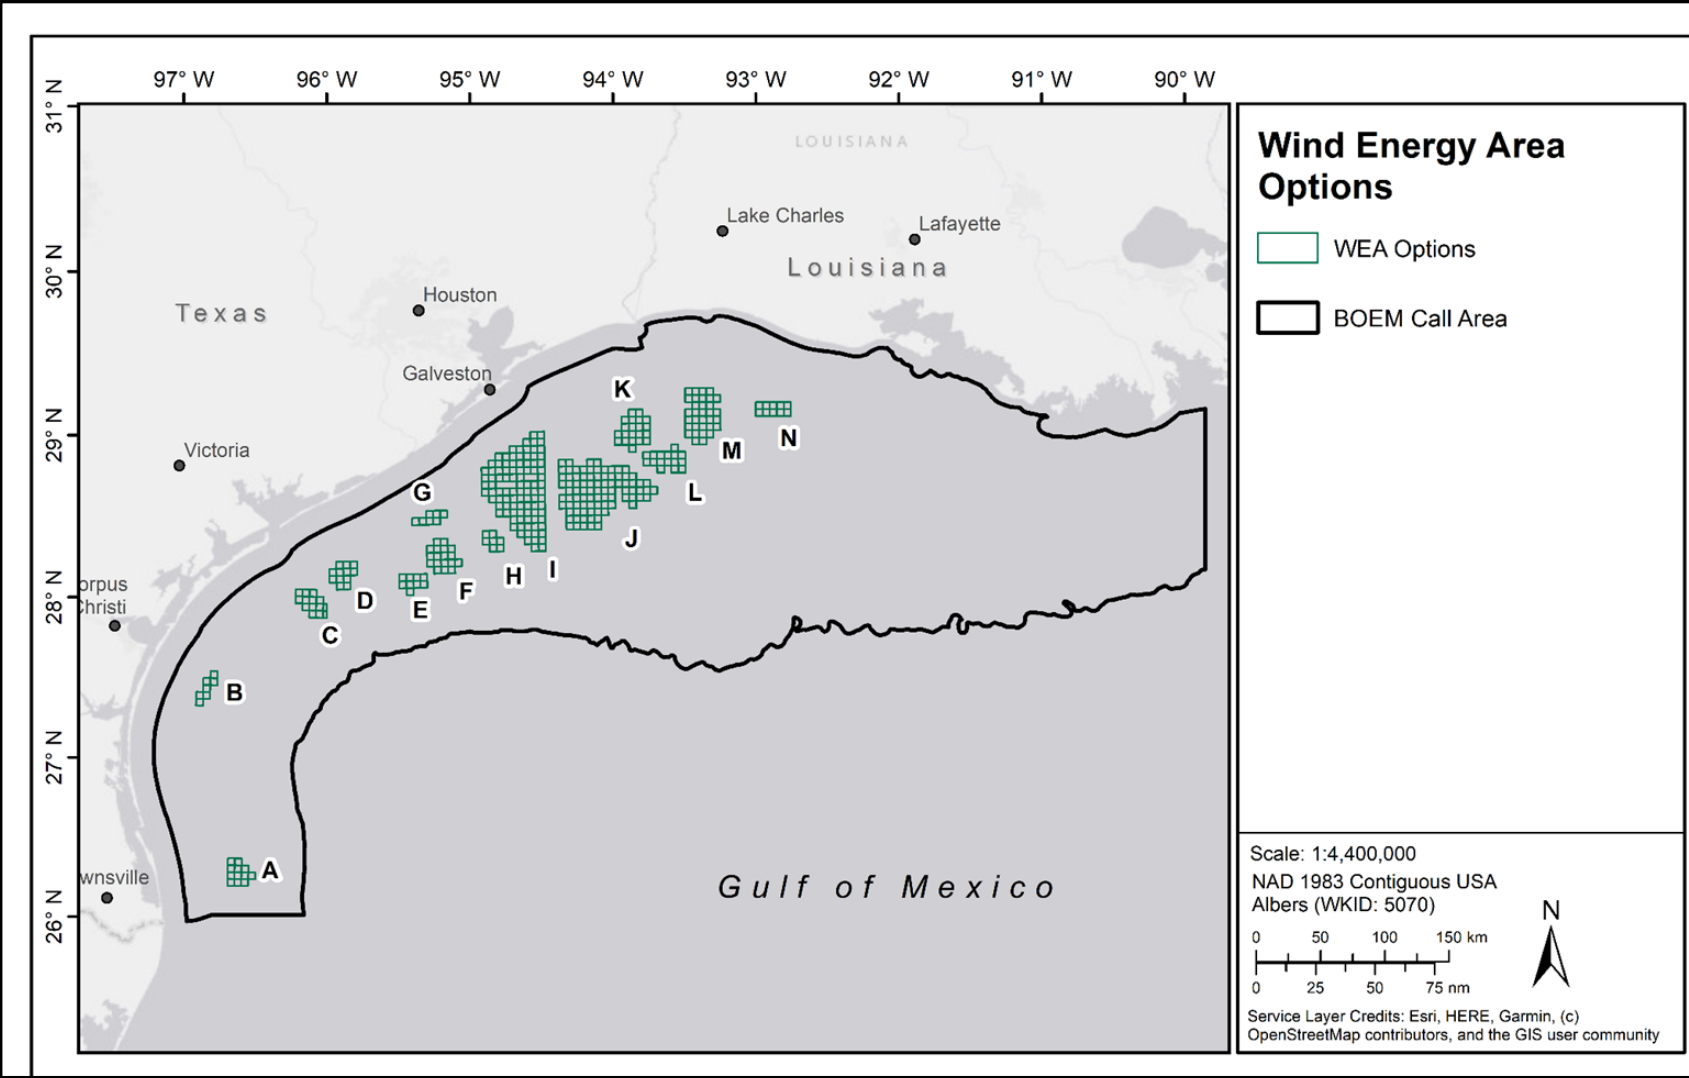 97° W 96° W 95° W 94° W 93° W 92° W 91° W 90° W
31° N
30° N
29° N
28° N
27° N
26° N
LOUISIANA
Lake Charles
Lafayette
Louisiana
Houston
Texas
Galveston
Victoria
orpus
Christi
wnsville
K
M
N
G
L
J
I
H
F
E
D
C
B
A
Gulf of Mexico
Wind Energy Area
Options
WEA Options
BOEM Call Area
Scale: 1:4,400,000
NAD 1983 Contiguous USA
Albers (WKID: 5070)
N
0 50 100 150 km
0 25 50 75 nm
Service Layer Credits: Esri, HERE, Garmin, (c)
OpenStreetMap contributors, and the GIS user community